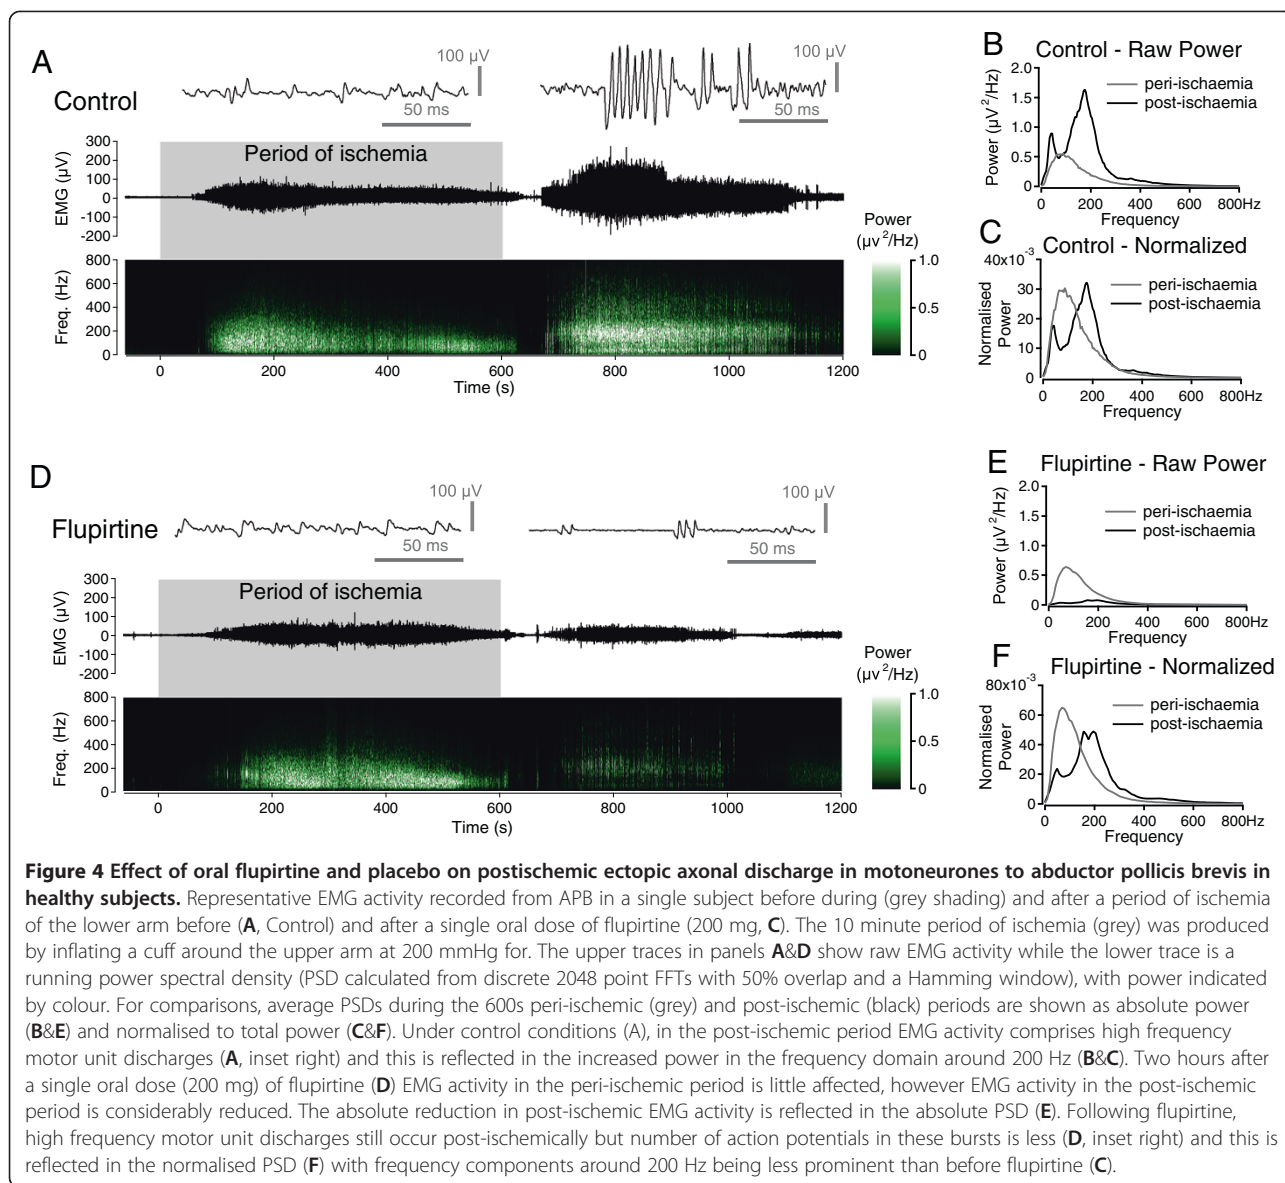 A
Control
100 µV
50 ms
100 µV
50 ms
Period of ischemia
EMG (µV)
300
200
100
0
-100
-200
Freq. (Hz)
800
600
400
200
0
0
200
400
600
800
1000
1200
Time (s)
Power
(µv²/Hz)
1.0
0.5
0
B
Control - Raw Power
Power (µV²/Hz)
2.0
1.5
1.0
0.5
0
peri-ischaemia
post-ischaemia
0
200
400
600
800Hz
Frequency
C
Control - Normalized
Normalised
Power
40x10⁻³
30
20
10
0
peri-ischaemia
post-ischaemia
0
200
400
600
800Hz
Frequency
D
Flupirtine
100 µV
50 ms
100 µV
50 ms
Period of ischemia
EMG (µV)
300
200
100
0
-100
-200
Freq. (Hz)
800
600
400
200
0
0
200
400
600
800
1000
1200
Time (s)
Power
(µv²/Hz)
1.0
0.5
0
E
Flupirtine - Raw Power
Power (µV²/Hz)
2.0
1.5
1.0
0.5
0
peri-ischaemia
post-ischaemia
0
200
400
600
800Hz
Frequency
F
Flupirtine - Normalized
Normalised
Power
80x10⁻³
60
40
20
0
peri-ischaemia
post-ischaemia
0
200
400
600
800Hz
Frequency
Figure 4 Effect of oral flupirtine and placebo on postischemic ectopic axonal discharge in motoneurones to abductor pollicis brevis in
healthy subjects. Representative EMG activity recorded from APB in a single subject before during (grey shading) and after a period of ischemia
of the lower arm before (A, Control) and after a single oral dose of flupirtine (200 mg, C). The 10 minute period of ischemia (grey) was produced
by inflating a cuff around the upper arm at 200 mmHg for. The upper traces in panels A&D show raw EMG activity while the lower trace is a
running power spectral density (PSD calculated from discrete 2048 point FFTs with 50% overlap and a Hamming window), with power indicated
by colour. For comparisons, average PSDs during the 600s peri-ischemic (grey) and post-ischemic (black) periods are shown as absolute power
(B&E) and normalised to total power (C&F). Under control conditions (A), in the post-ischemic period EMG activity comprises high frequency
motor unit discharges (A, inset right) and this is reflected in the increased power in the frequency domain around 200 Hz (B&C). Two hours after
a single oral dose (200 mg) of flupirtine (D) EMG activity in the peri-ischemic period is little affected, however EMG activity in the post-ischemic
period is considerably reduced. The absolute reduction in post-ischemic EMG activity is reflected in the absolute PSD (E). Following flupirtine,
high frequency motor unit discharges still occur post-ischemically but number of action potentials in these bursts is less (D, inset right) and this is
reflected in the normalised PSD (F) with frequency components around 200 Hz being less prominent than before flupirtine (C).